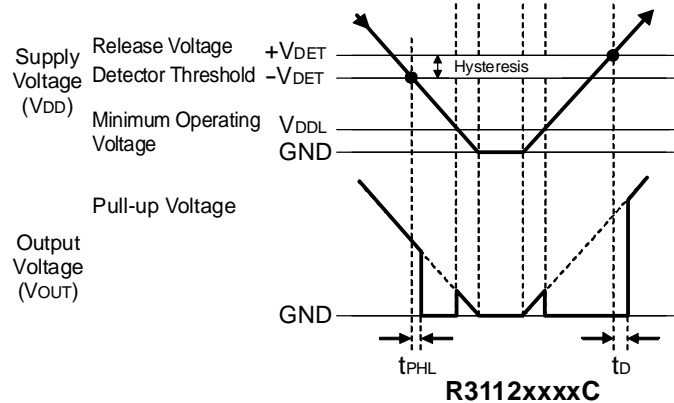 Supply
Voltage
(VDD)
Release Voltage
+VDET
Detector Threshold
−VDET
Hysteresis
Minimum Operating
Voltage
VDDL
GND
Pull-up Voltage
Output
Voltage
(VOUT)
GND
tPHL
tD
R3112xxxxC